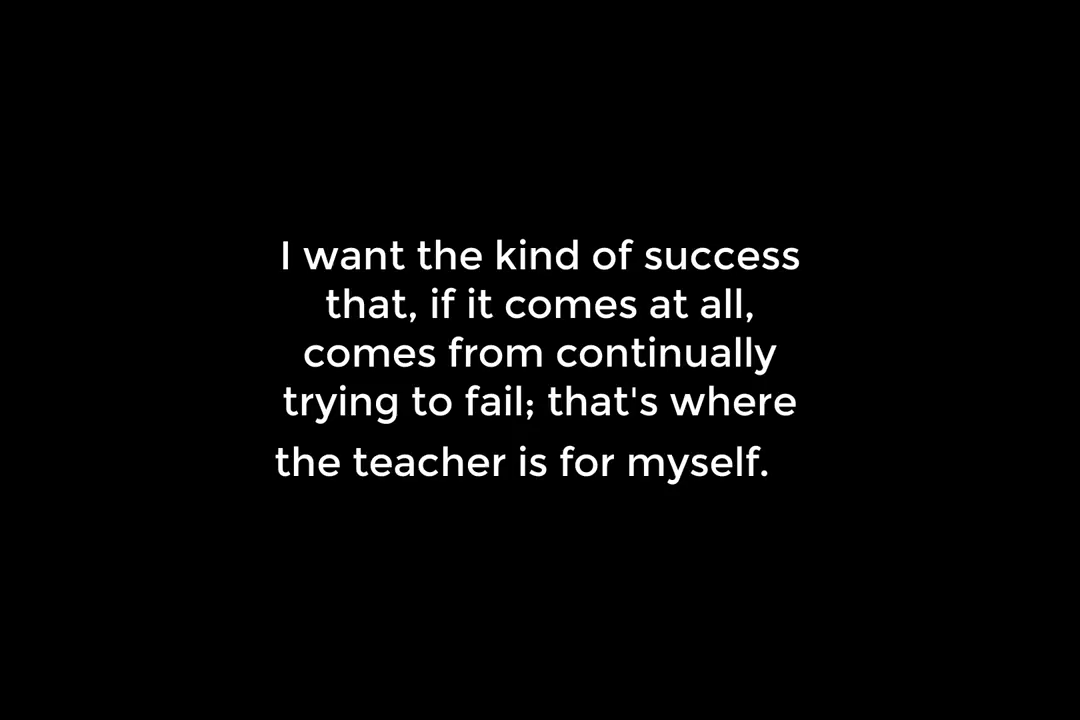 I want the kind of success
that, if it comes at all,
comes from continually
trying to fail; that's where
the teacher is for myself.